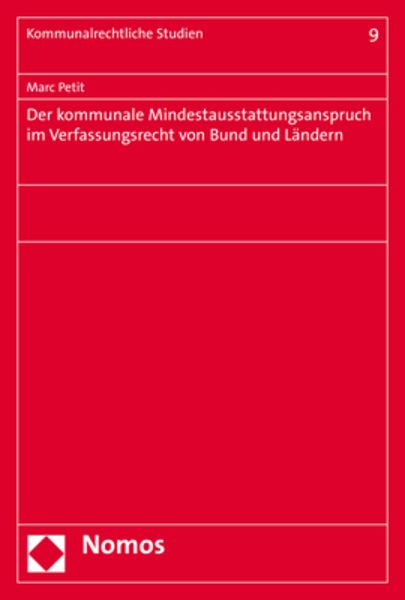 Kommunalrechtliche Studien 9
Marc Petit
Der kommunale Mindestausstattungsanspruch
im Verfassungsrecht von Bund und Ländern
Nomos